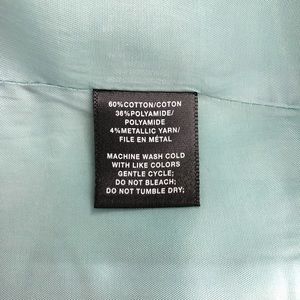 60%COTTON/COTON
36%POLYAMIDE/
POLYAMIDE
4%METALLIC YARN/
FILE EN MÉTAL
MACHINE WASH COLD
WITH LIKE COLORS
GENTLE CYCLE;
DO NOT BLEACH;
DO NOT TUMBLE DRY;